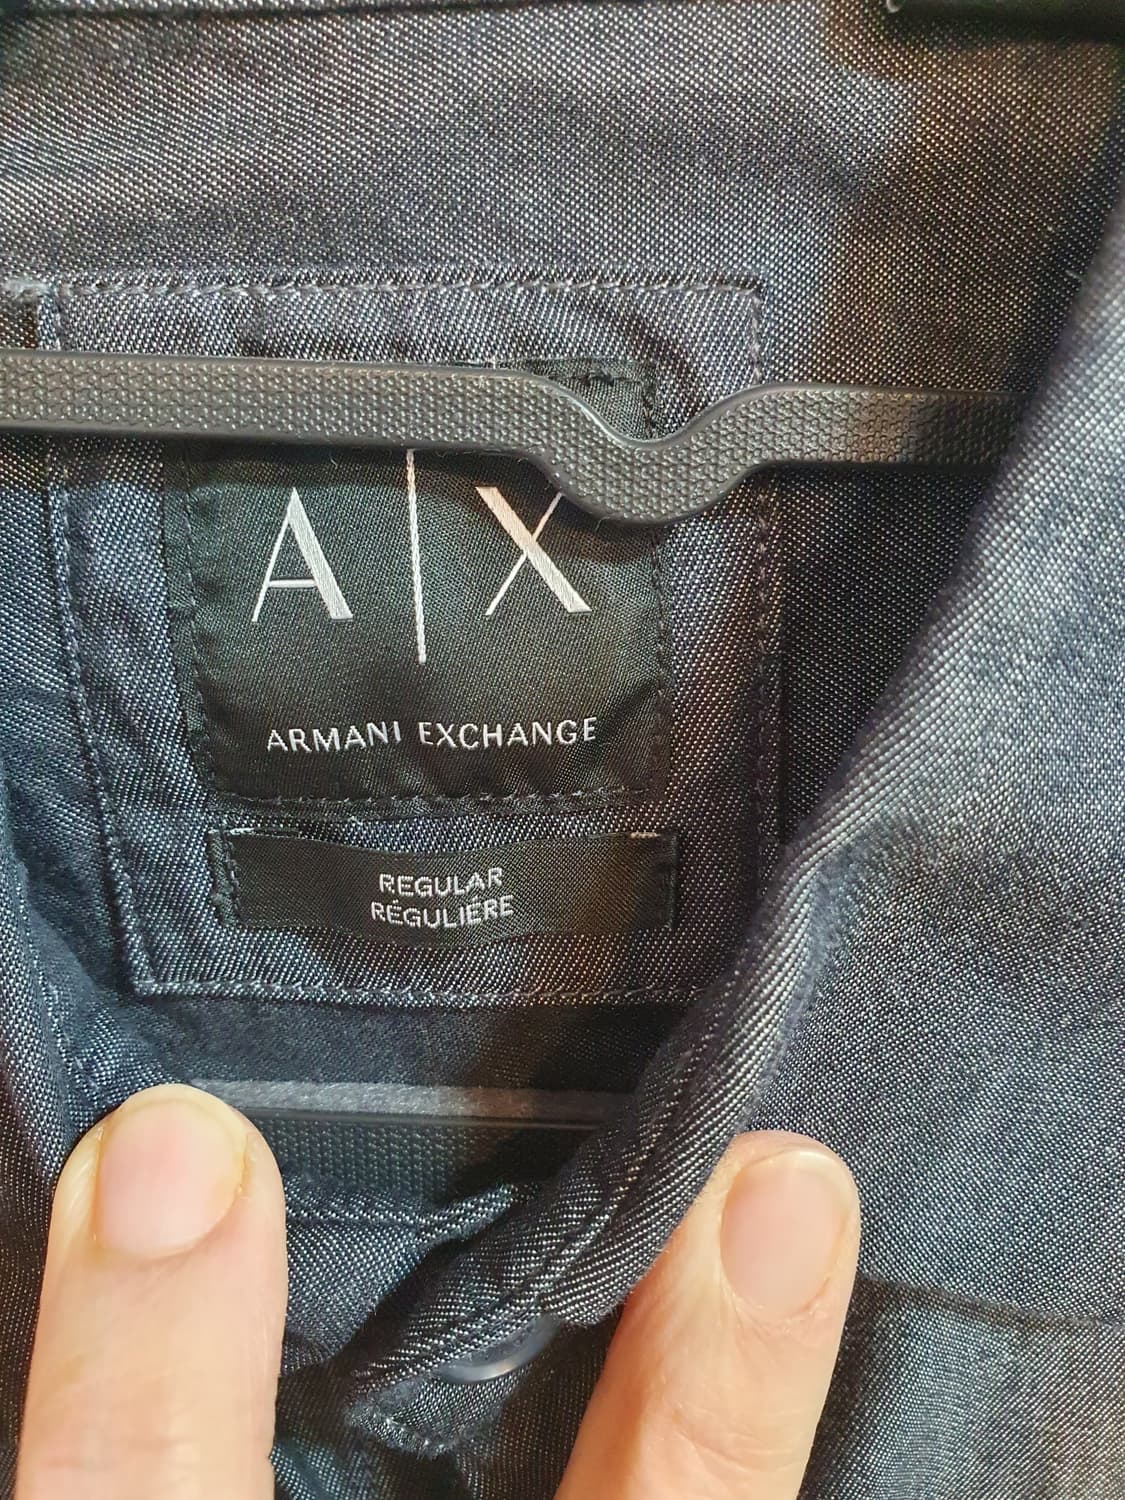 A|X
ARMANI EXCHANGE
REGULAR
RÉGULIÈRE